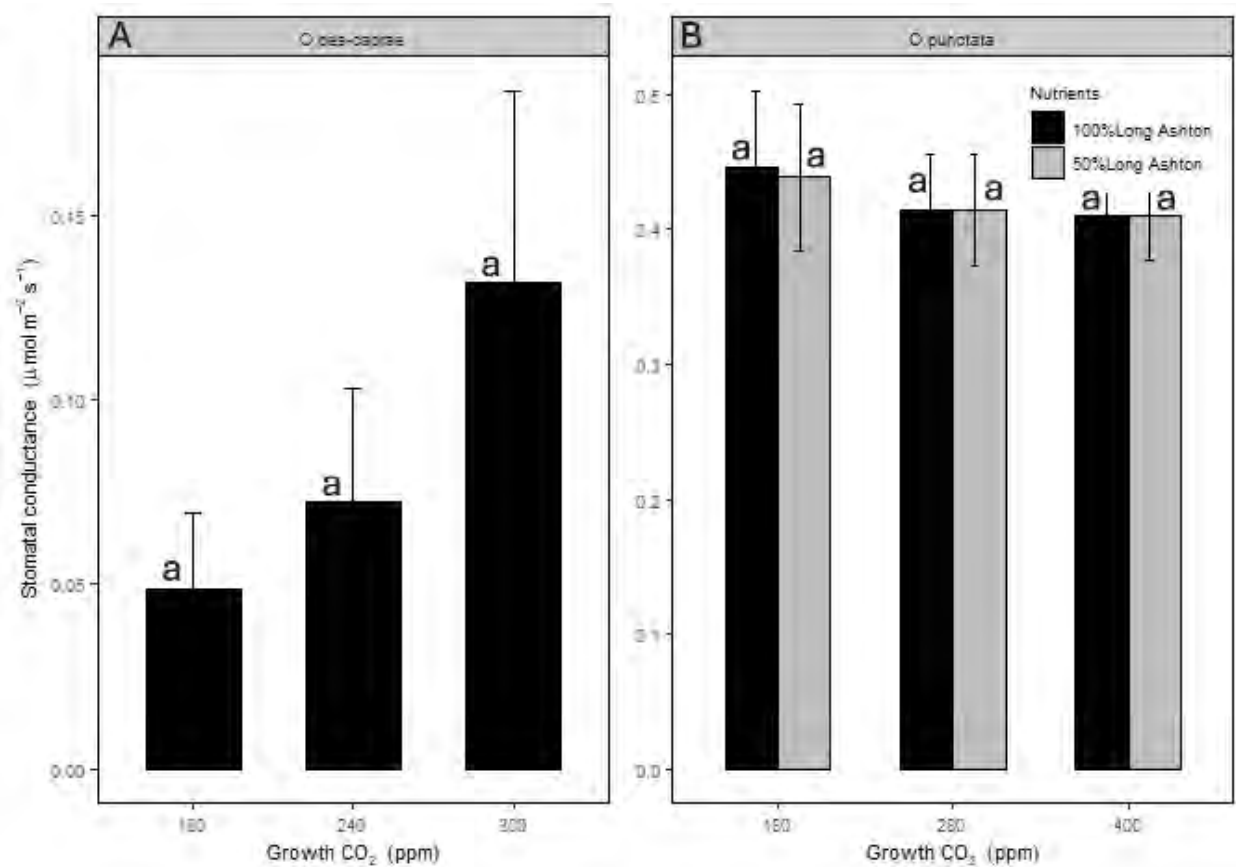 A
O pes-caprae
B
O punctata
Stomatal conductance (μmol m⁻² s⁻¹)
0.15
0.10
0.05
0.00
a
a
a
180
240
300
Growth CO₂ (ppm)
0.5
0.4
0.3
0.2
0.1
0.0
Nutrients
100%Long Ashton
50%Long Ashton
a
a
a
a
a
a
180
280
400
Growth CO₂ (ppm)